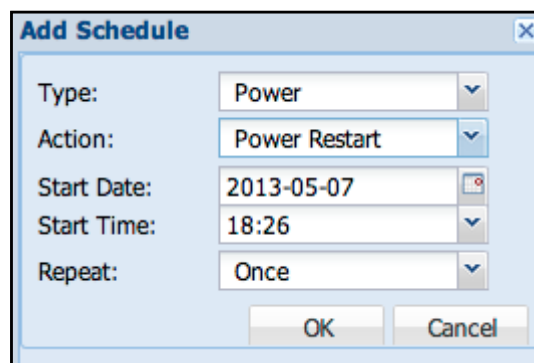 Add Schedule
Type: Power
Action: Power Restart
Start Date: 2013-05-07
Start Time: 18:26
Repeat: Once
OK Cancel